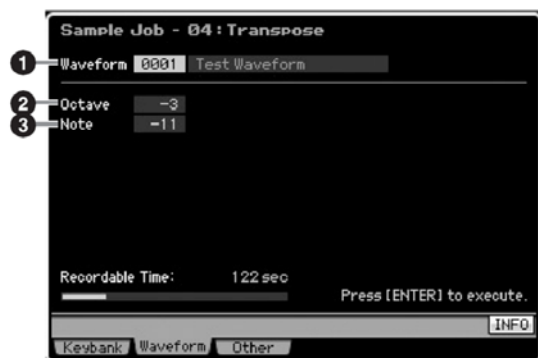 Sample Job - 04:Transpose
1 Waveform 0001 Test Waveform
2 Octave -3
3 Note -11
Recordable Time: 122 sec
Press [ENTER] to execute.
INFO
Keybank Waveform Other